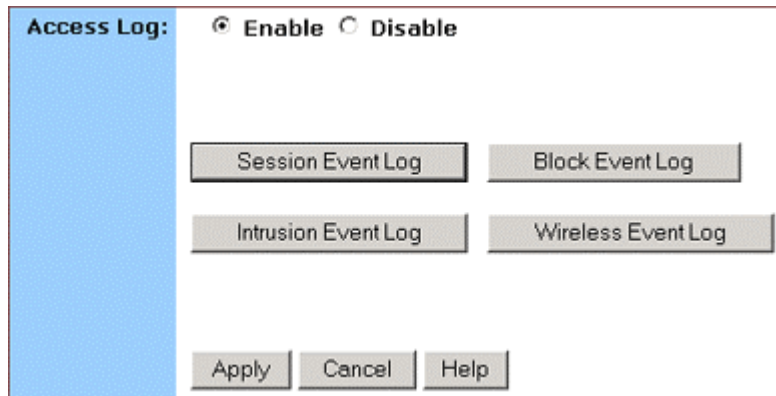 Access Log: Enable Disable
Session Event Log Block Event Log
Intrusion Event Log Wireless Event Log
Apply Cancel Help